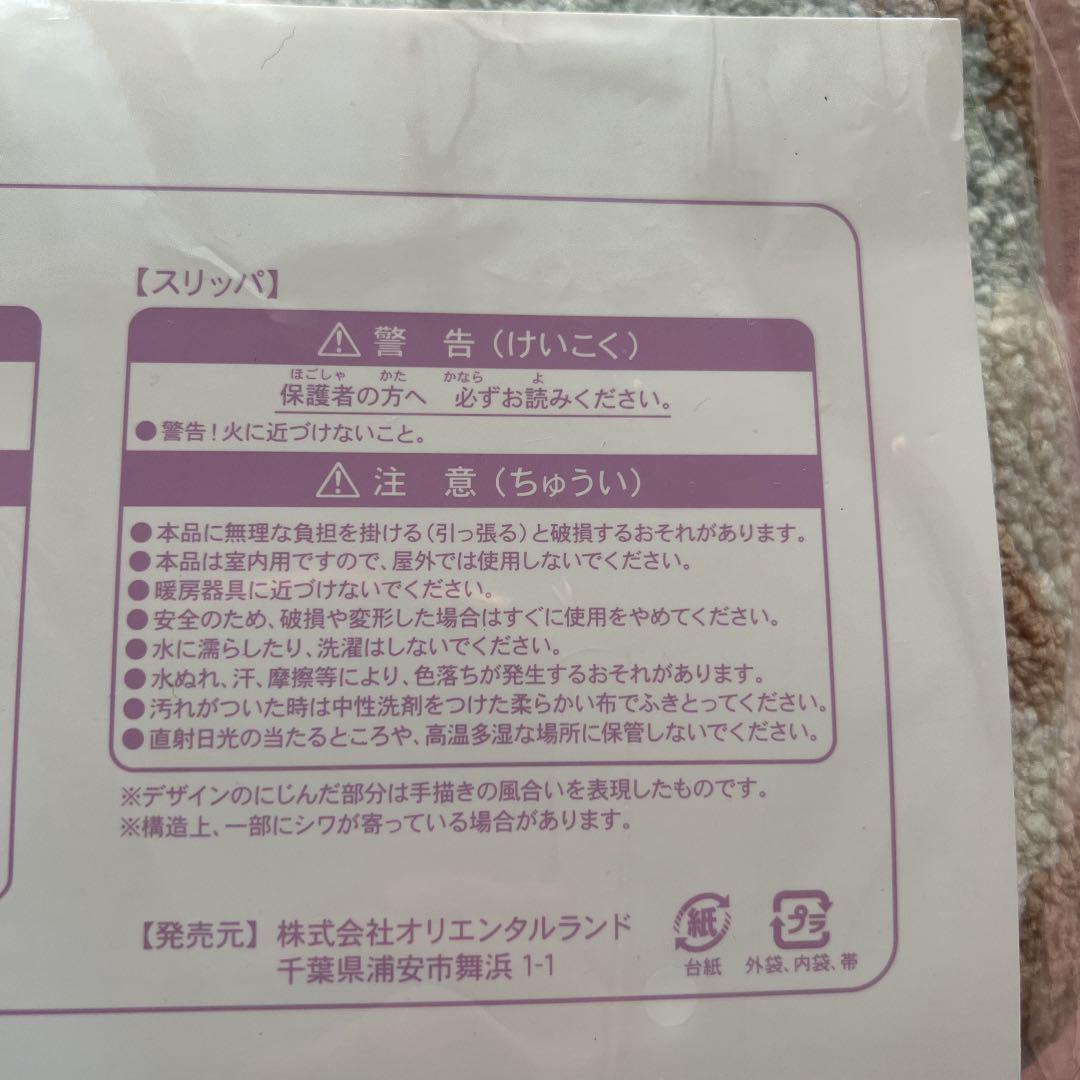 【スリッパ】
⚠ 警 告（けいこく）
ほごしゃ かた かなら よ
保護者の方へ 必ずお読みください。
●警告！火に近づけないこと。
⚠ 注 意（ちゅうい）
●本品に無理な負担を掛ける（引っ張る）と破損するおそれがあります。
●本品は室内用ですので、屋外では使用しないでください。
●暖房器具に近づけないでください。
●安全のため、破損や変形した場合はすぐに使用をやめてください。
●水に濡らしたり、洗濯はしないでください。
●水ぬれ、汗、摩擦等により、色落ちが発生するおそれがあります。
●汚れがついた時は中性洗剤をつけた柔らかい布でふきとってください。
●直射日光の当たるところや、高温多湿な場所に保管しないでください。
※デザインのにじんだ部分は手描きの風合いを表現したものです。
※構造上、一部にシワが寄っている場合があります。
【発売元】株式会社オリエンタルランド
千葉県浦安市舞浜 1-1
紙 プラ
台紙 外袋、内袋、帯